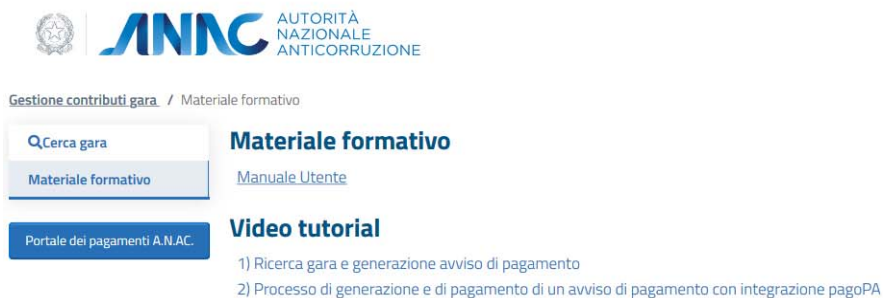 ANAC
AUTORITÀ
NAZIONALE
ANTICORRUZIONE
Gestione contributi gara / Materiale formativo
Cerca gara
Materiale formativo
Portale dei pagamenti A.N.AC.
Materiale formativo
Manuale Utente
Video tutorial
1) Ricerca gara e generazione avviso di pagamento
2) Processo di generazione e di pagamento di un avviso di pagamento con integrazione pagoPA